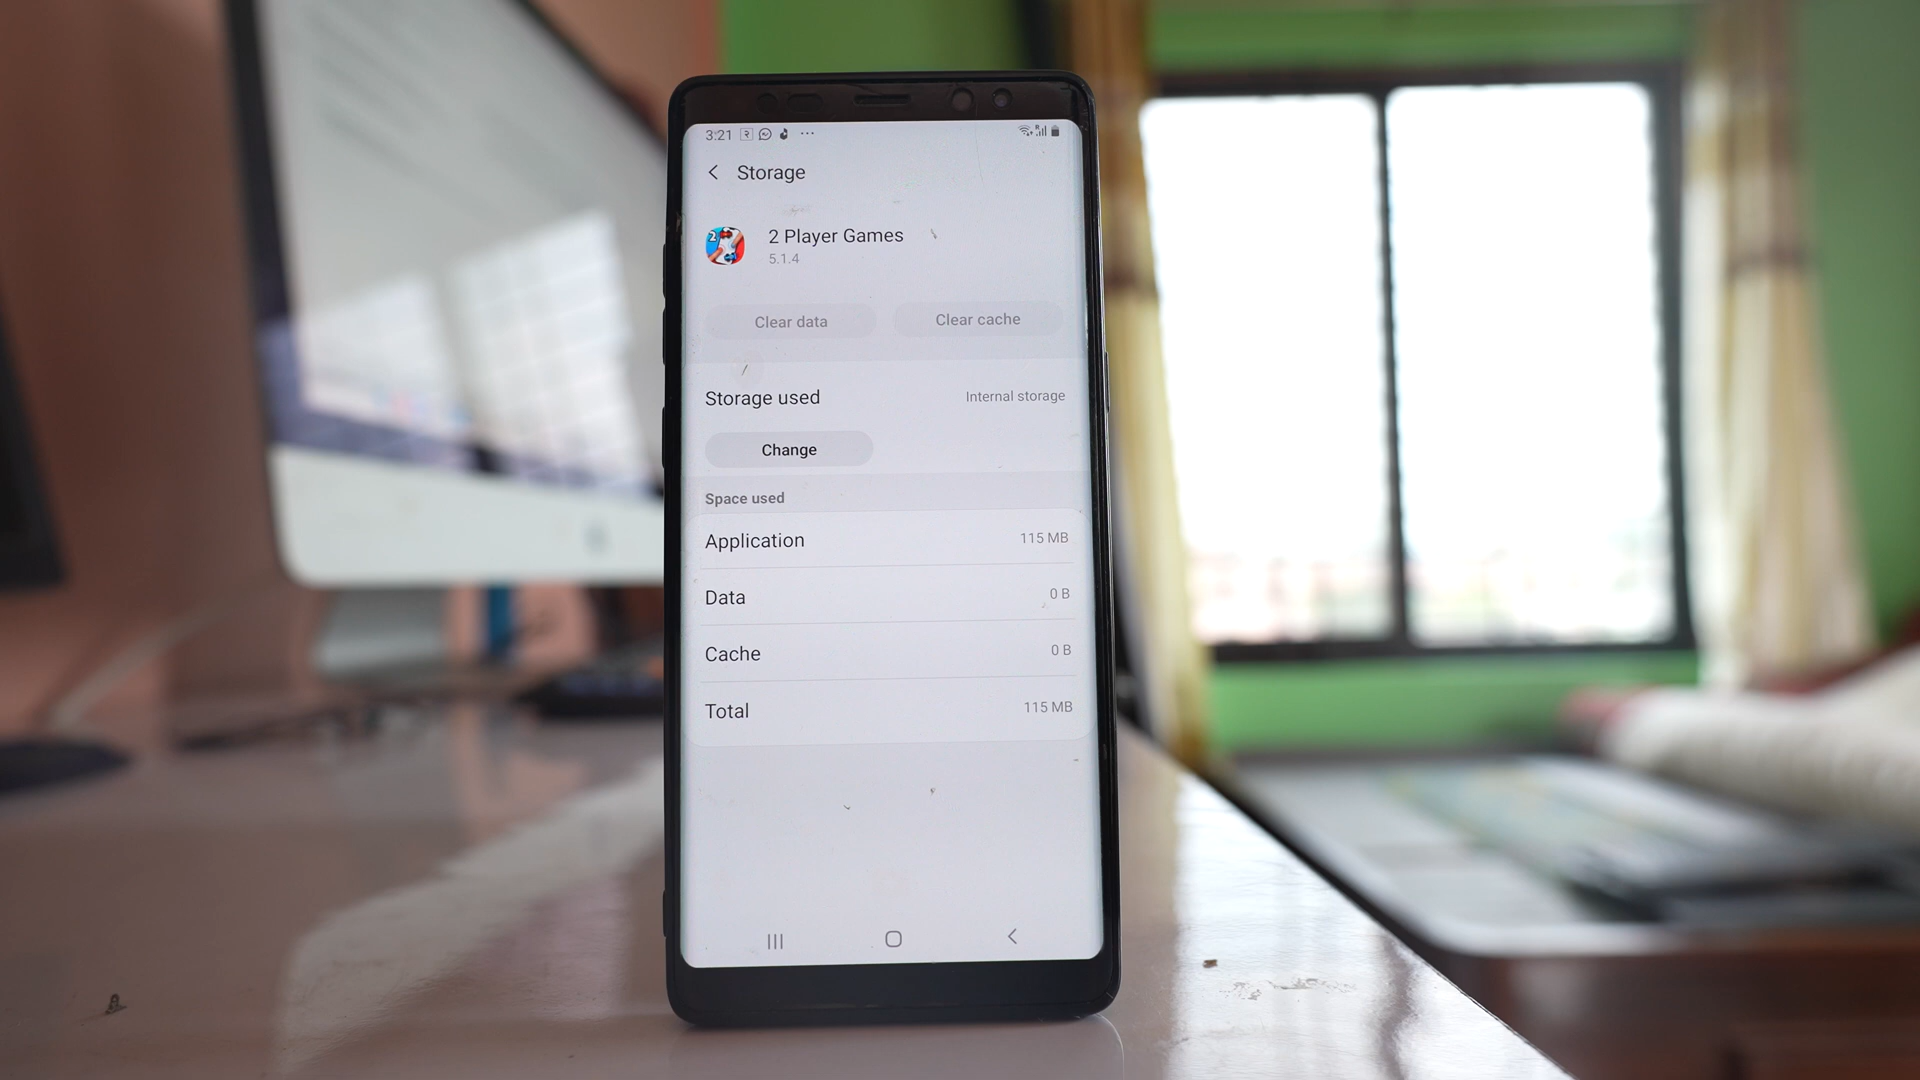 3:21
Storage
2 Player Games
5.1.4
Clear data
Clear cache
Storage used
Internal storage
Change
Space used
Application
115 MB
Data
0 B
Cache
0 B
Total
115 MB